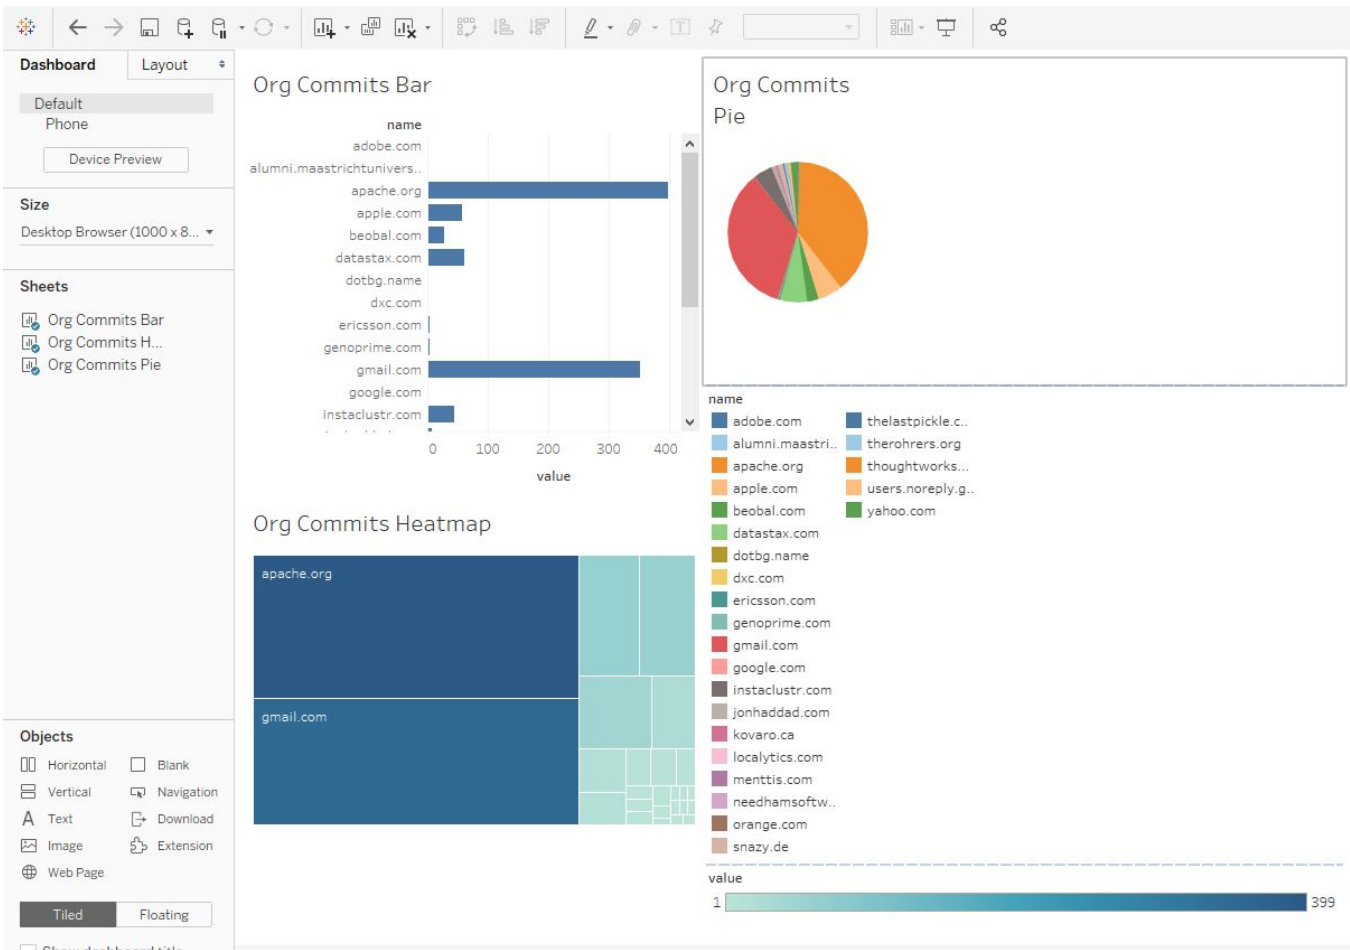 Dashboard
Layout
Default
Phone
Device Preview
Size
Desktop Browser (1000 x 8...
Sheets
Org Commits Bar
Org Commits H...
Org Commits Pie
Objects
Horizontal
Blank
Vertical
Navigation
A Text
Download
Image
Extension
Web Page
Tiled
Floating
Show dashboard title
Org Commits Bar
name
adobe.com
alumni.maastrichtunivers..
apache.org
apple.com
beobal.com
datastax.com
dotbg.name
dxc.com
ericsson.com
genoprime.com
gmail.com
google.com
instaclustr.com
0 100 200 300 400
value
Org Commits Heatmap
apache.org
gmail.com
Org Commits
Pie
name
adobe.com
alumni.maastri..
apache.org
apple.com
beobal.com
datastax.com
dotbg.name
dxc.com
ericsson.com
genoprime.com
gmail.com
google.com
instaclustr.com
jonhaddad.com
kovaro.ca
localytics.com
menttis.com
needhamsoftw..
orange.com
snazy.de
thelastpickle.c..
therohrers.org
thoughtworks...
users.noreply.g..
yahoo.com
value
1
399